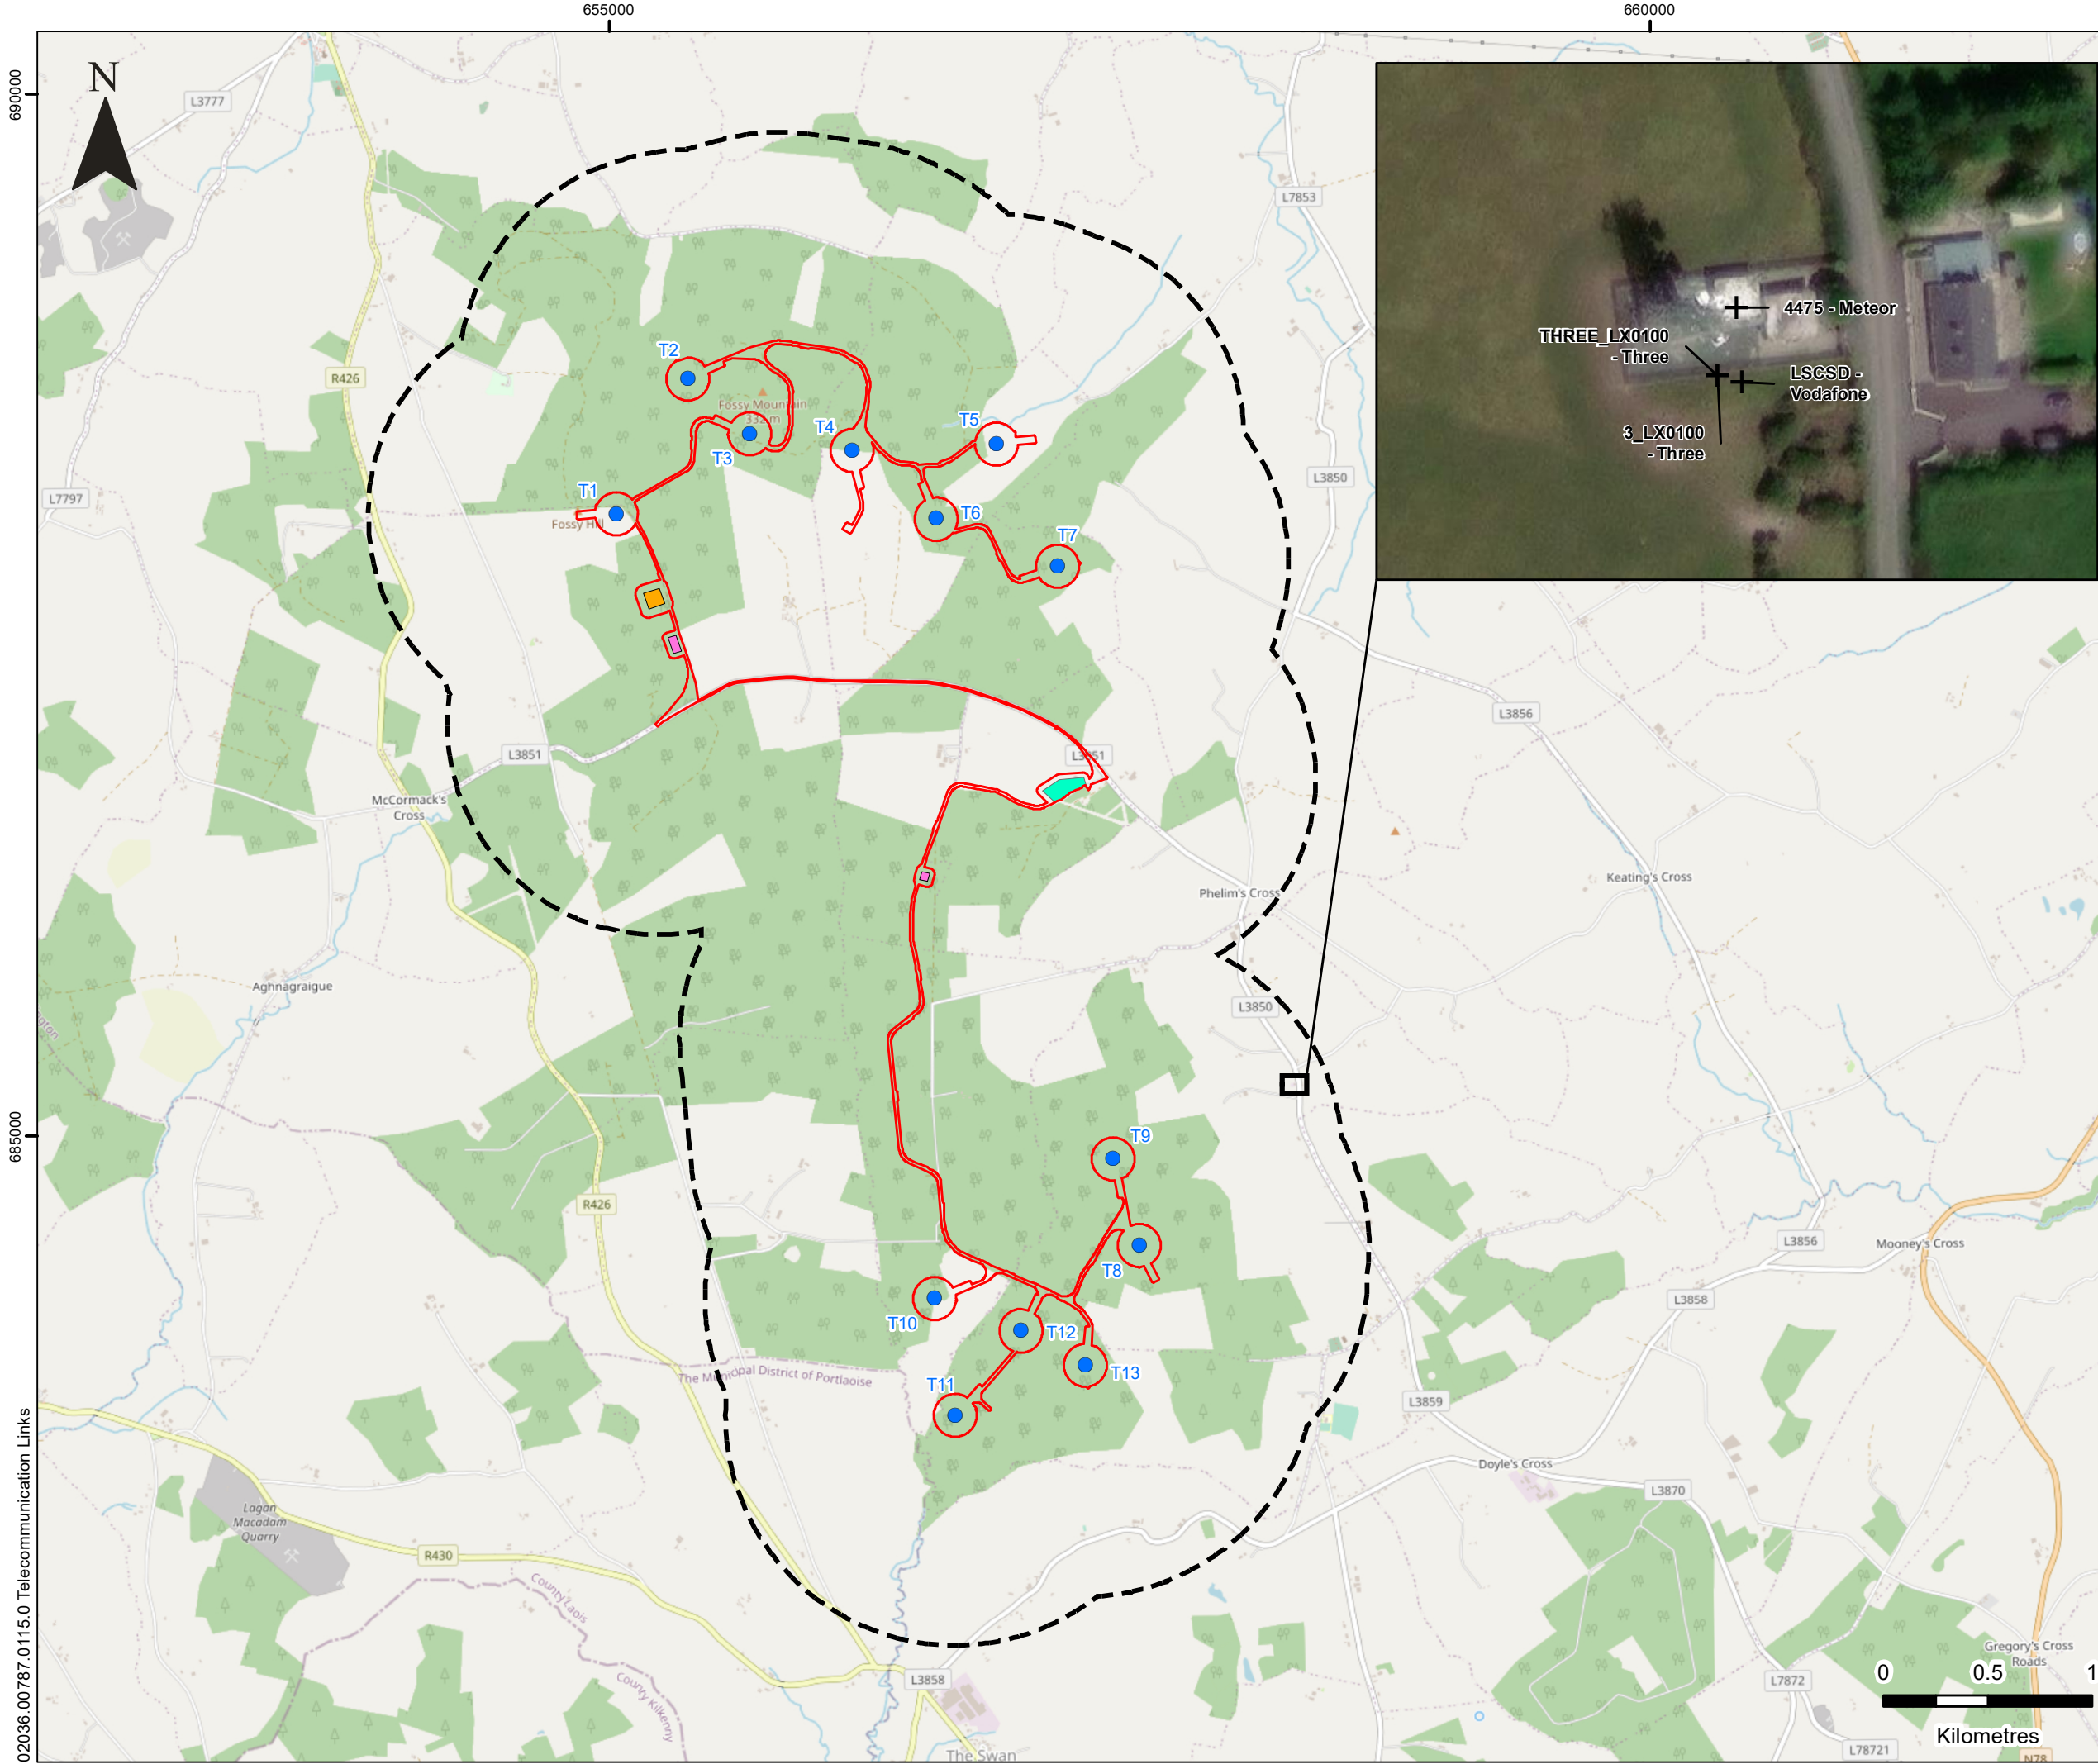 655000
660000
690000
N
L3777
L7853
4475 - Meteor
THREE_LX0100
- Three
LSCSD -
Vodafone
3_LX0100
- Three
R426
T2
Fossy Mountain
332 m
T3
T4
T5
L3850
L7797
T1
Fossy Hill
T6
T7
L3856
L3851
L3851
McCormack's
Cross
Phelim's Cross
Keating's Cross
Aghnagraigue
L3850
685000
T9
R426
L3856
Mooney's Cross
T8
L3858
T10
T12
The Municipal District of Portlaoise
T13
T11
L3859
Doyle's Cross
L3870
Lagan
Macadam
Quarry
R430
County Laois
County Kilkenny
Gregory's Cross
Roads
L3858
L7872
0 0.5 1
Kilometres
The Swan
L78721
N78
02036.00787.0115.0 Telecommunication Links